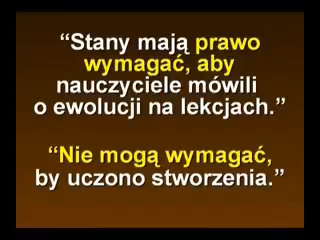 “Stany mają prawo
wymagać, aby
nauczyciele mówili
o ewolucji na lekcjach.”
“Nie mogą wymagać,
by uczono stworzenia.”